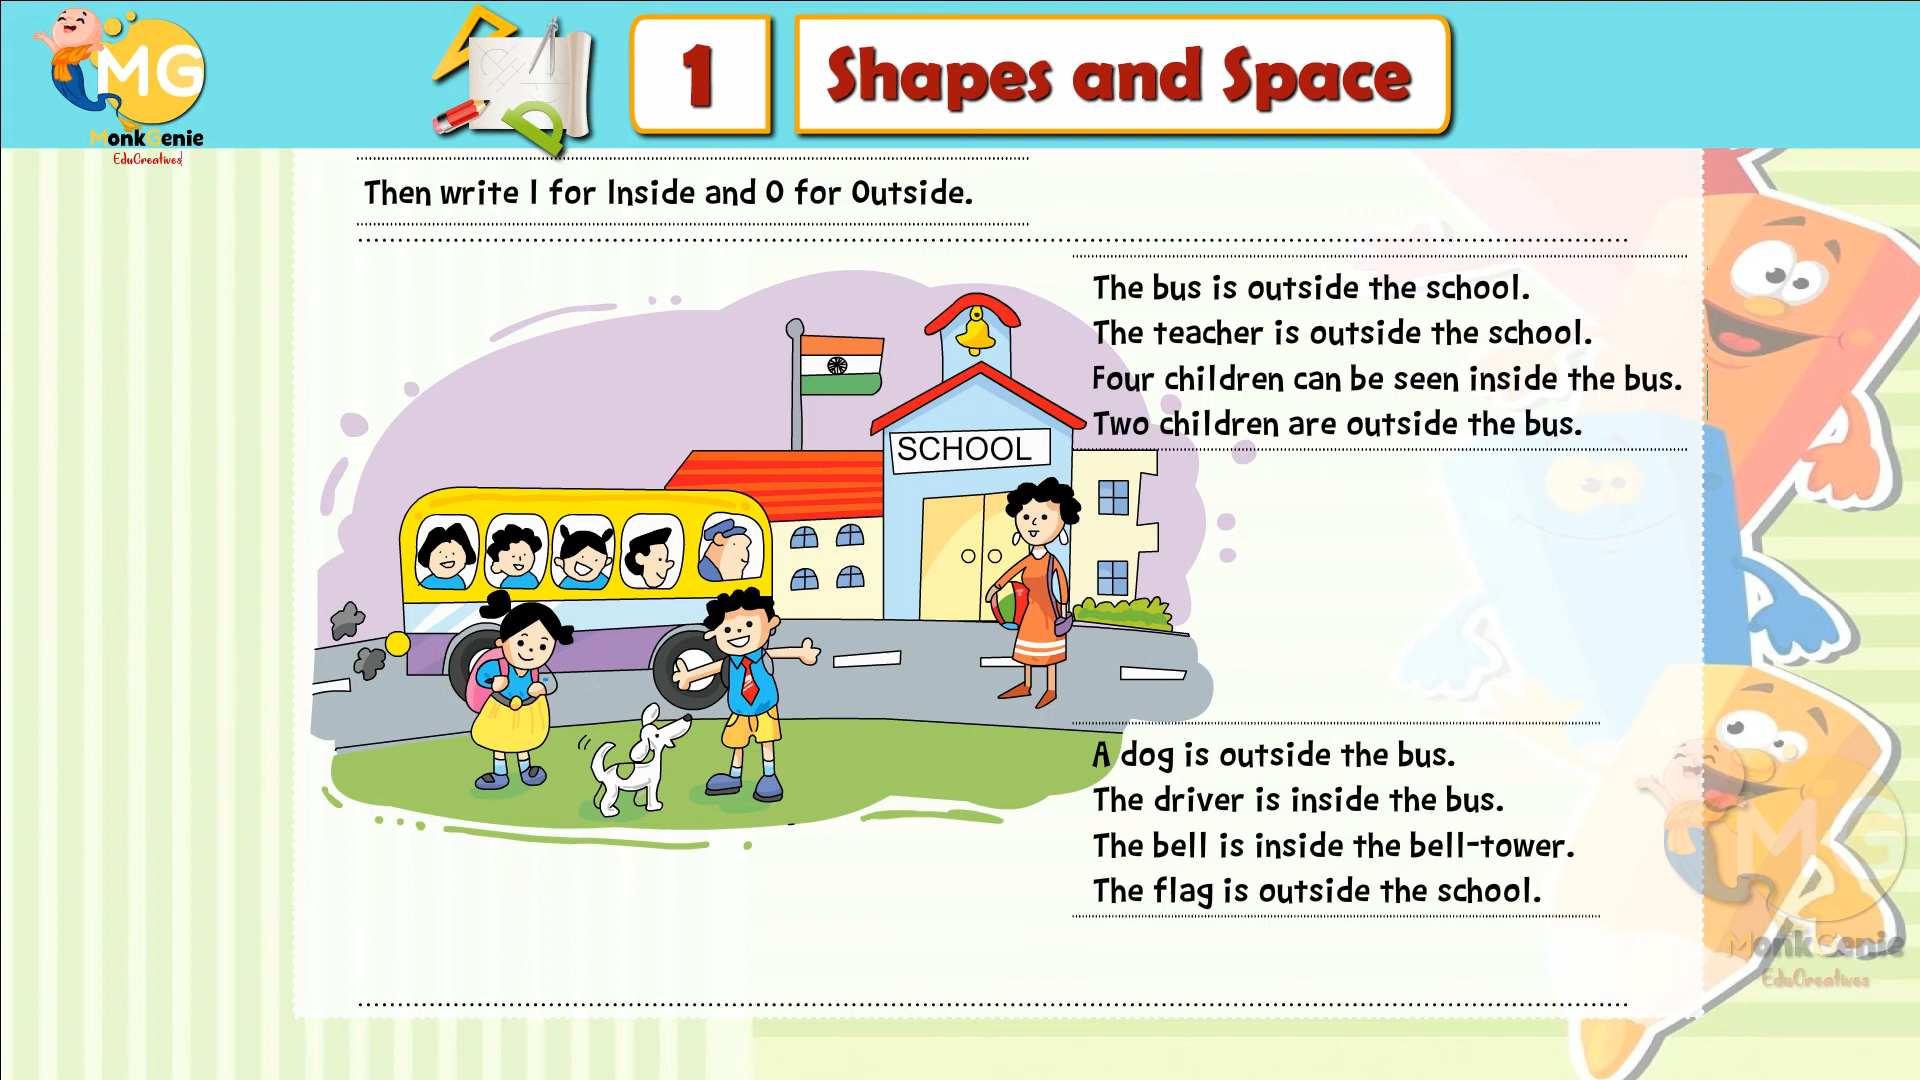 MG
MonkGenie
EduCreatives
1
Shapes and Space
Then write I for Inside and O for Outside.
The bus is outside the school.
The teacher is outside the school.
Four children can be seen inside the bus.
Two children are outside the bus.
SCHOOL
A dog is outside the bus.
The driver is inside the bus.
The bell is inside the bell-tower.
The flag is outside the school.
MG
MonkGenie
EduCreatives